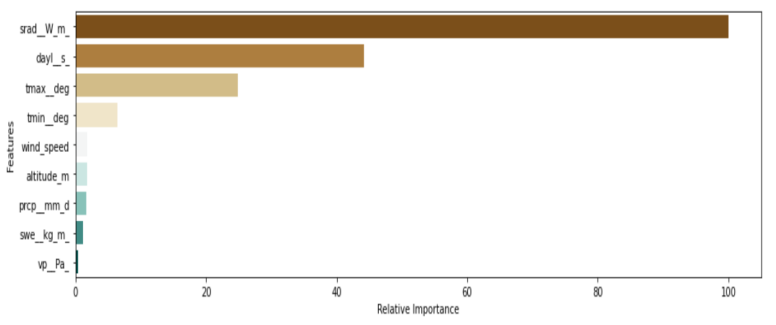 srad__W_m_
dayl__s_
tmax__deg
tmin__deg
wind_speed
altitude_m
prcp__mm_d
swe__kg_m_
vp__Pa_
Features
0 20 40 60 80 100
Relative Importance